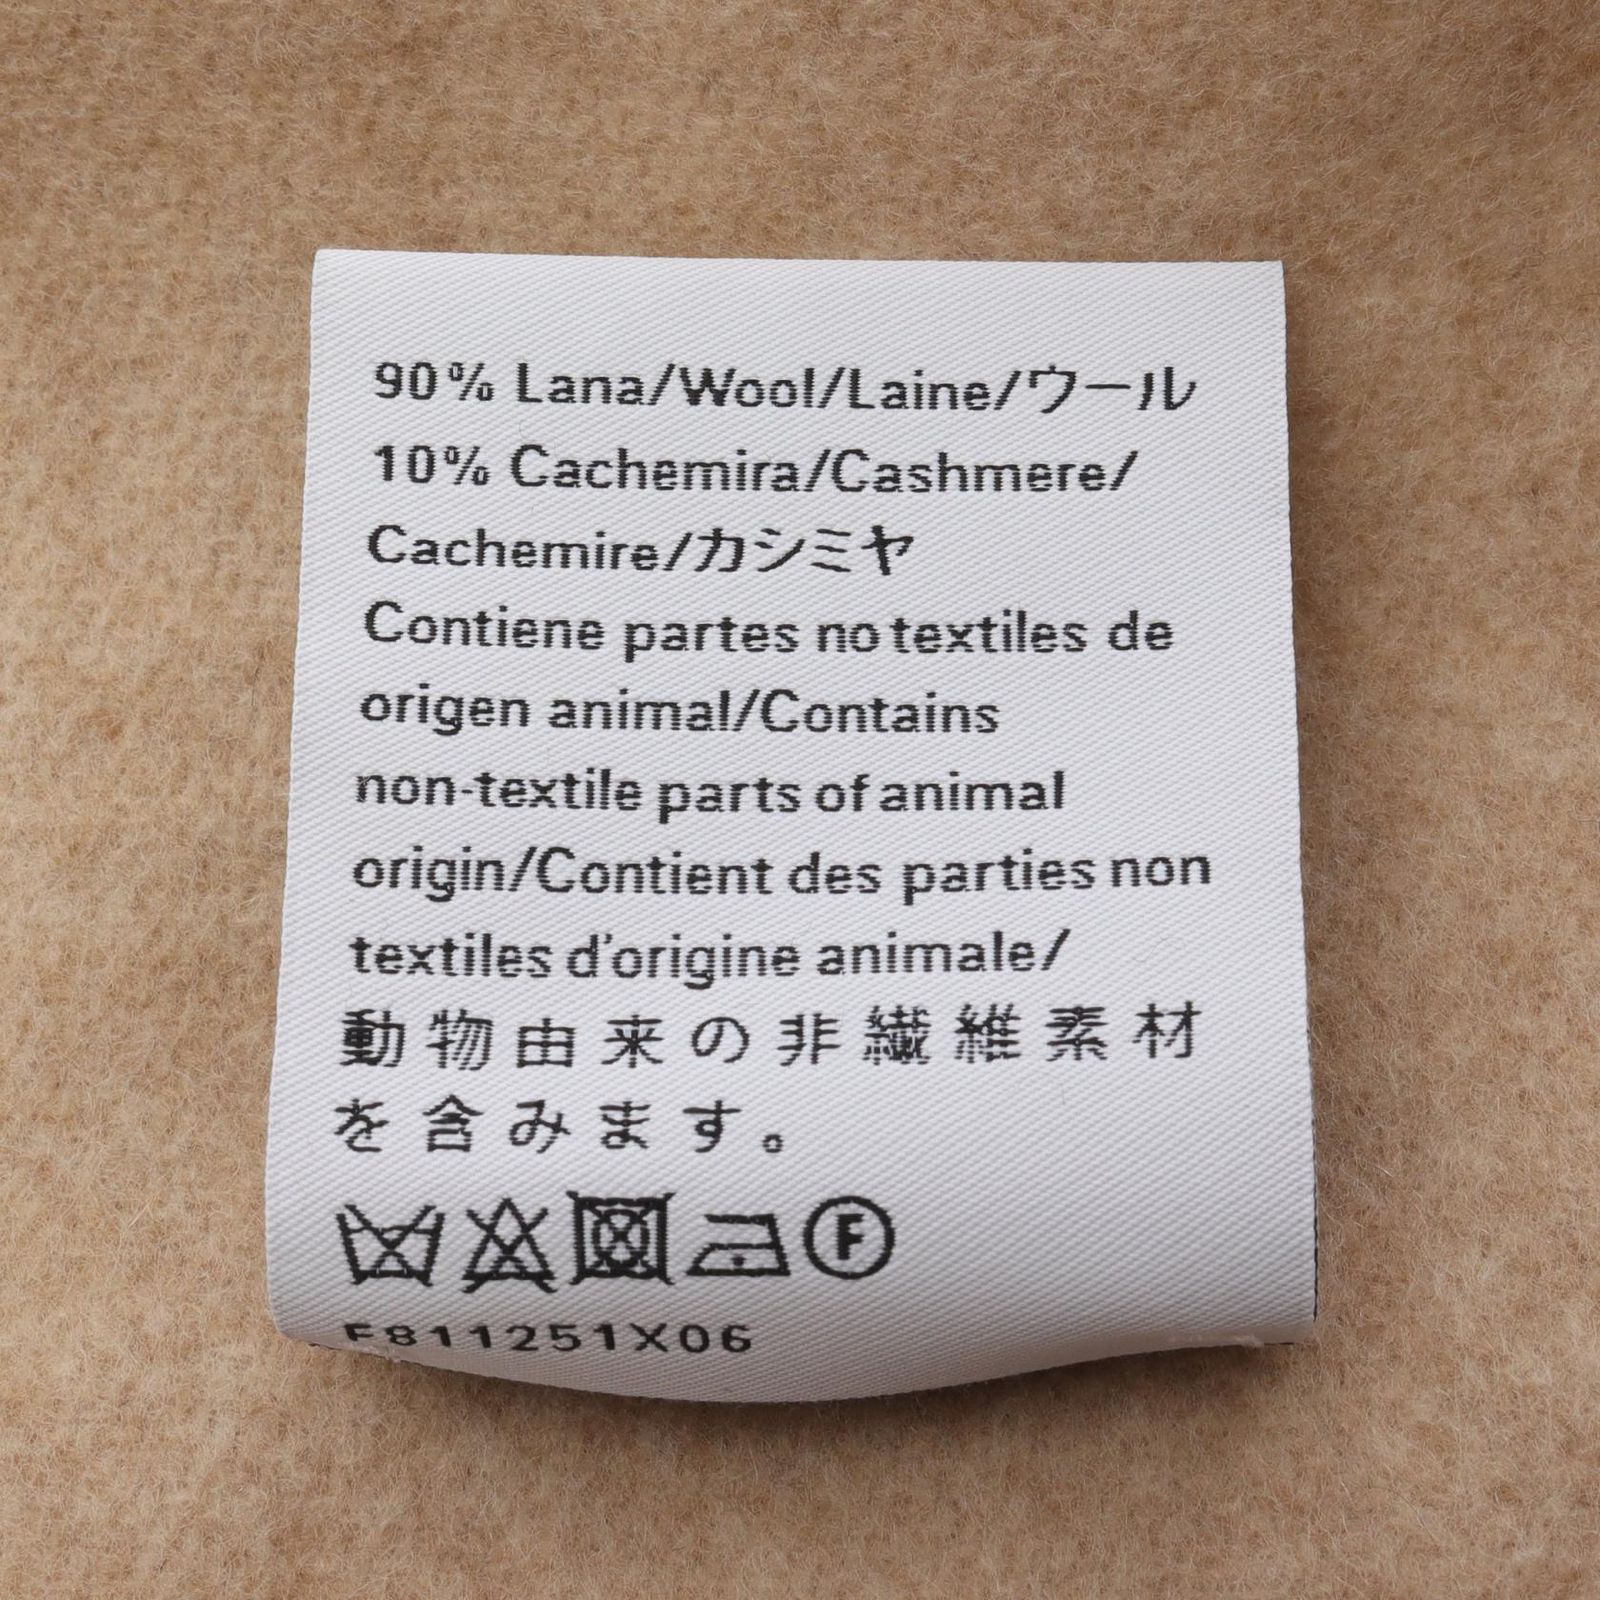 90% Lana/Wool/Laine/ウール
10% Cachemira/Cashmere/
Cachemire/カシミヤ
Contiene partes no textiles de
origen animal/Contains
non-textile parts of animal
origin/Contient des parties non
textiles d'origine animale/
動物由来の非繊維素材
を含みます。
F
F811251X06